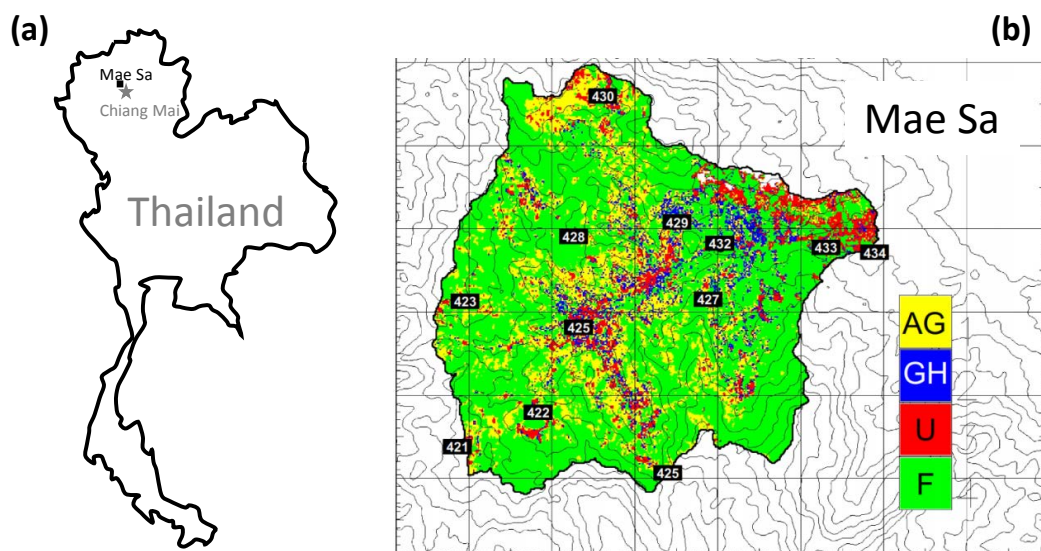 (a)
Mae Sa
Chiang Mai
Thailand
(b)
Mae Sa
430
429
428
432
433
434
427
423
425
422
421
425
AG
GH
U
F